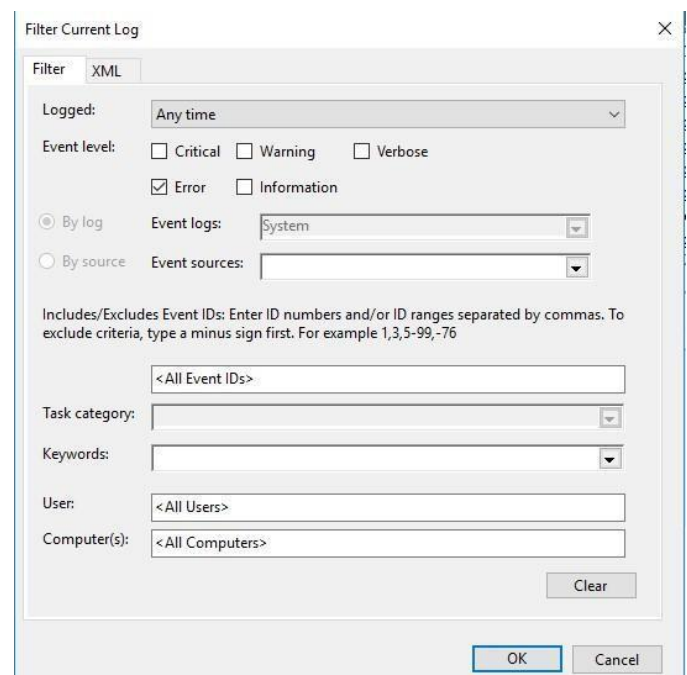 Filter Current Log
Filter XML
Logged: Any time
Event level: Critical Warning Verbose
Error Information
By log Event logs: System
By source Event sources:
Includes/Excludes Event IDs: Enter ID numbers and/or ID ranges separated by commas. To
exclude criteria, type a minus sign first. For example 1,3,5-99,-76
<All Event IDs>
Task category:
Keywords:
User: <All Users>
Computer(s): <All Computers>
Clear
OK Cancel